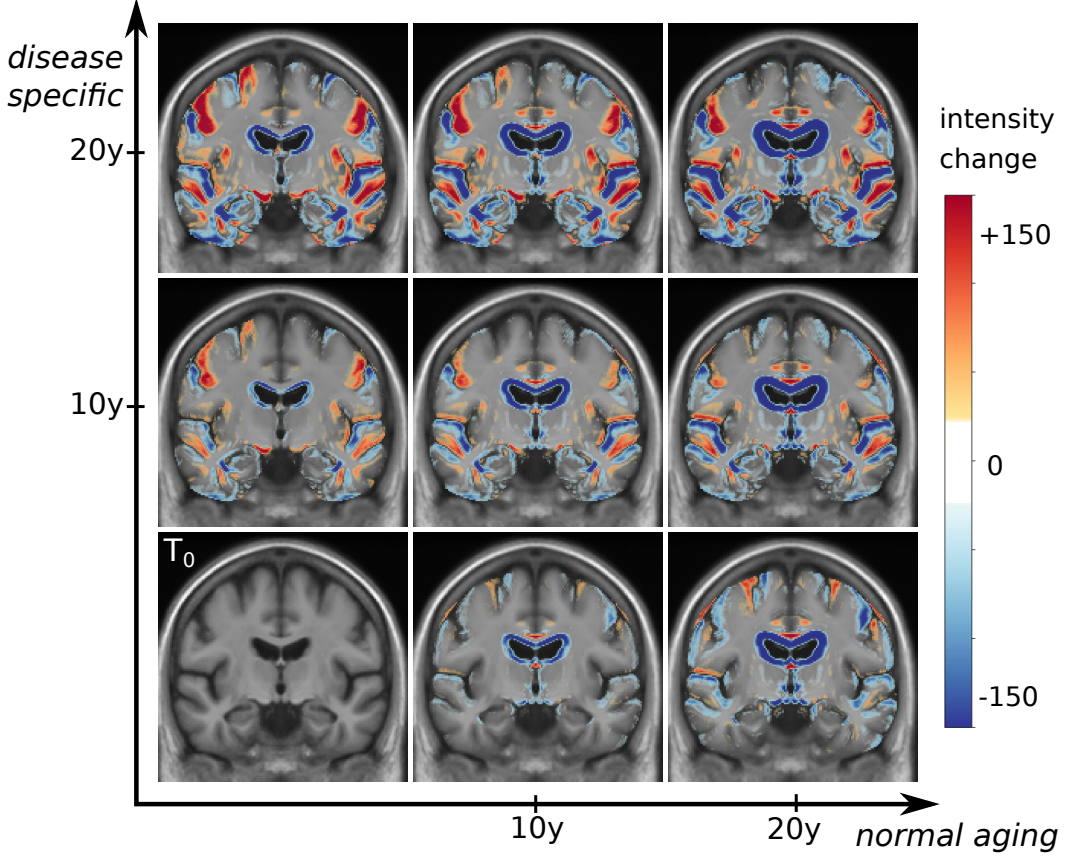 disease
specific
20y
10y
T0
10y
20y
normal aging
intensity
change
+150
0
-150